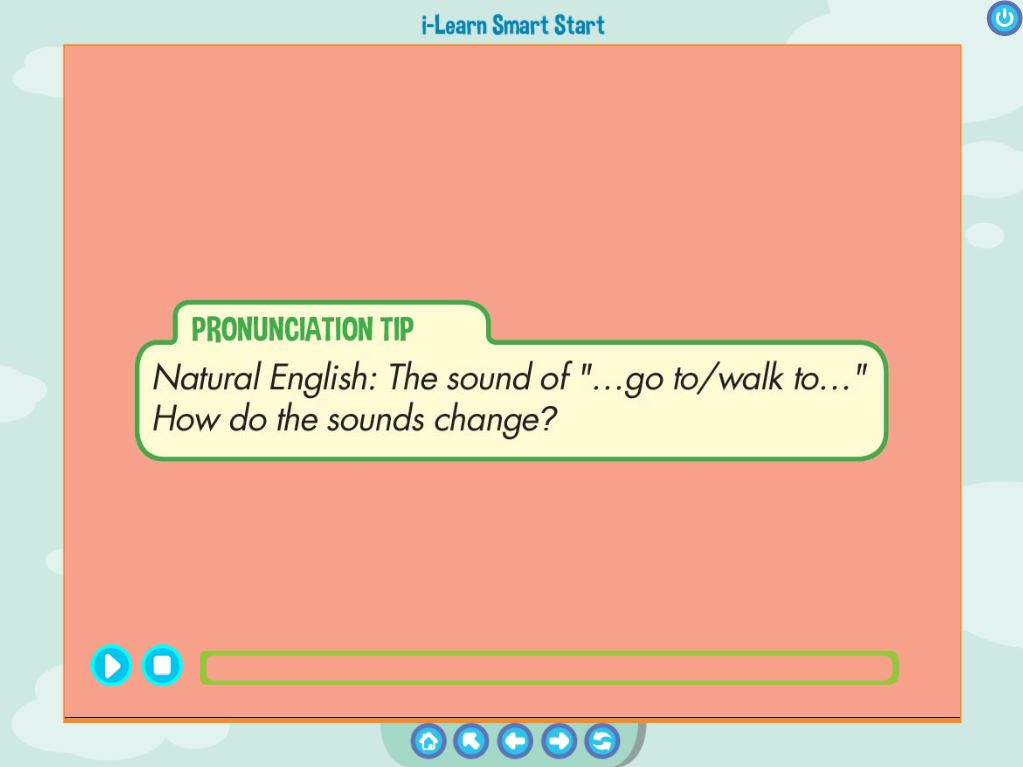 i-Learn Smart Start
PRONUNCIATION TIP
Natural English: The sound of "...go to/walk to..."
How do the sounds change?